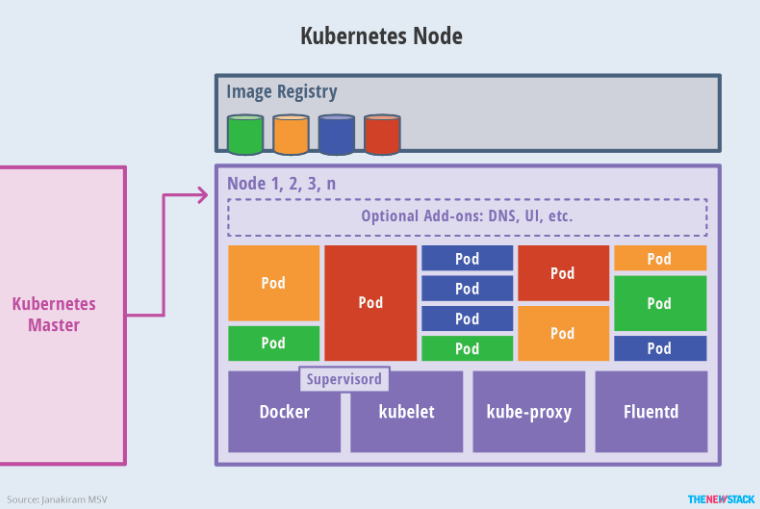 Kubernetes Node
Image Registry
Node 1, 2, 3, n
Optional Add-ons: DNS, UI, etc.
Kubernetes
Master
Pod
Pod
Pod
Pod
Pod
Pod
Pod
Pod
Pod
Pod
Pod
Pod
Supervisord
Docker
kubelet
kube-proxy
Fluentd
Source: Janakiram MSV
THENEWSTACK